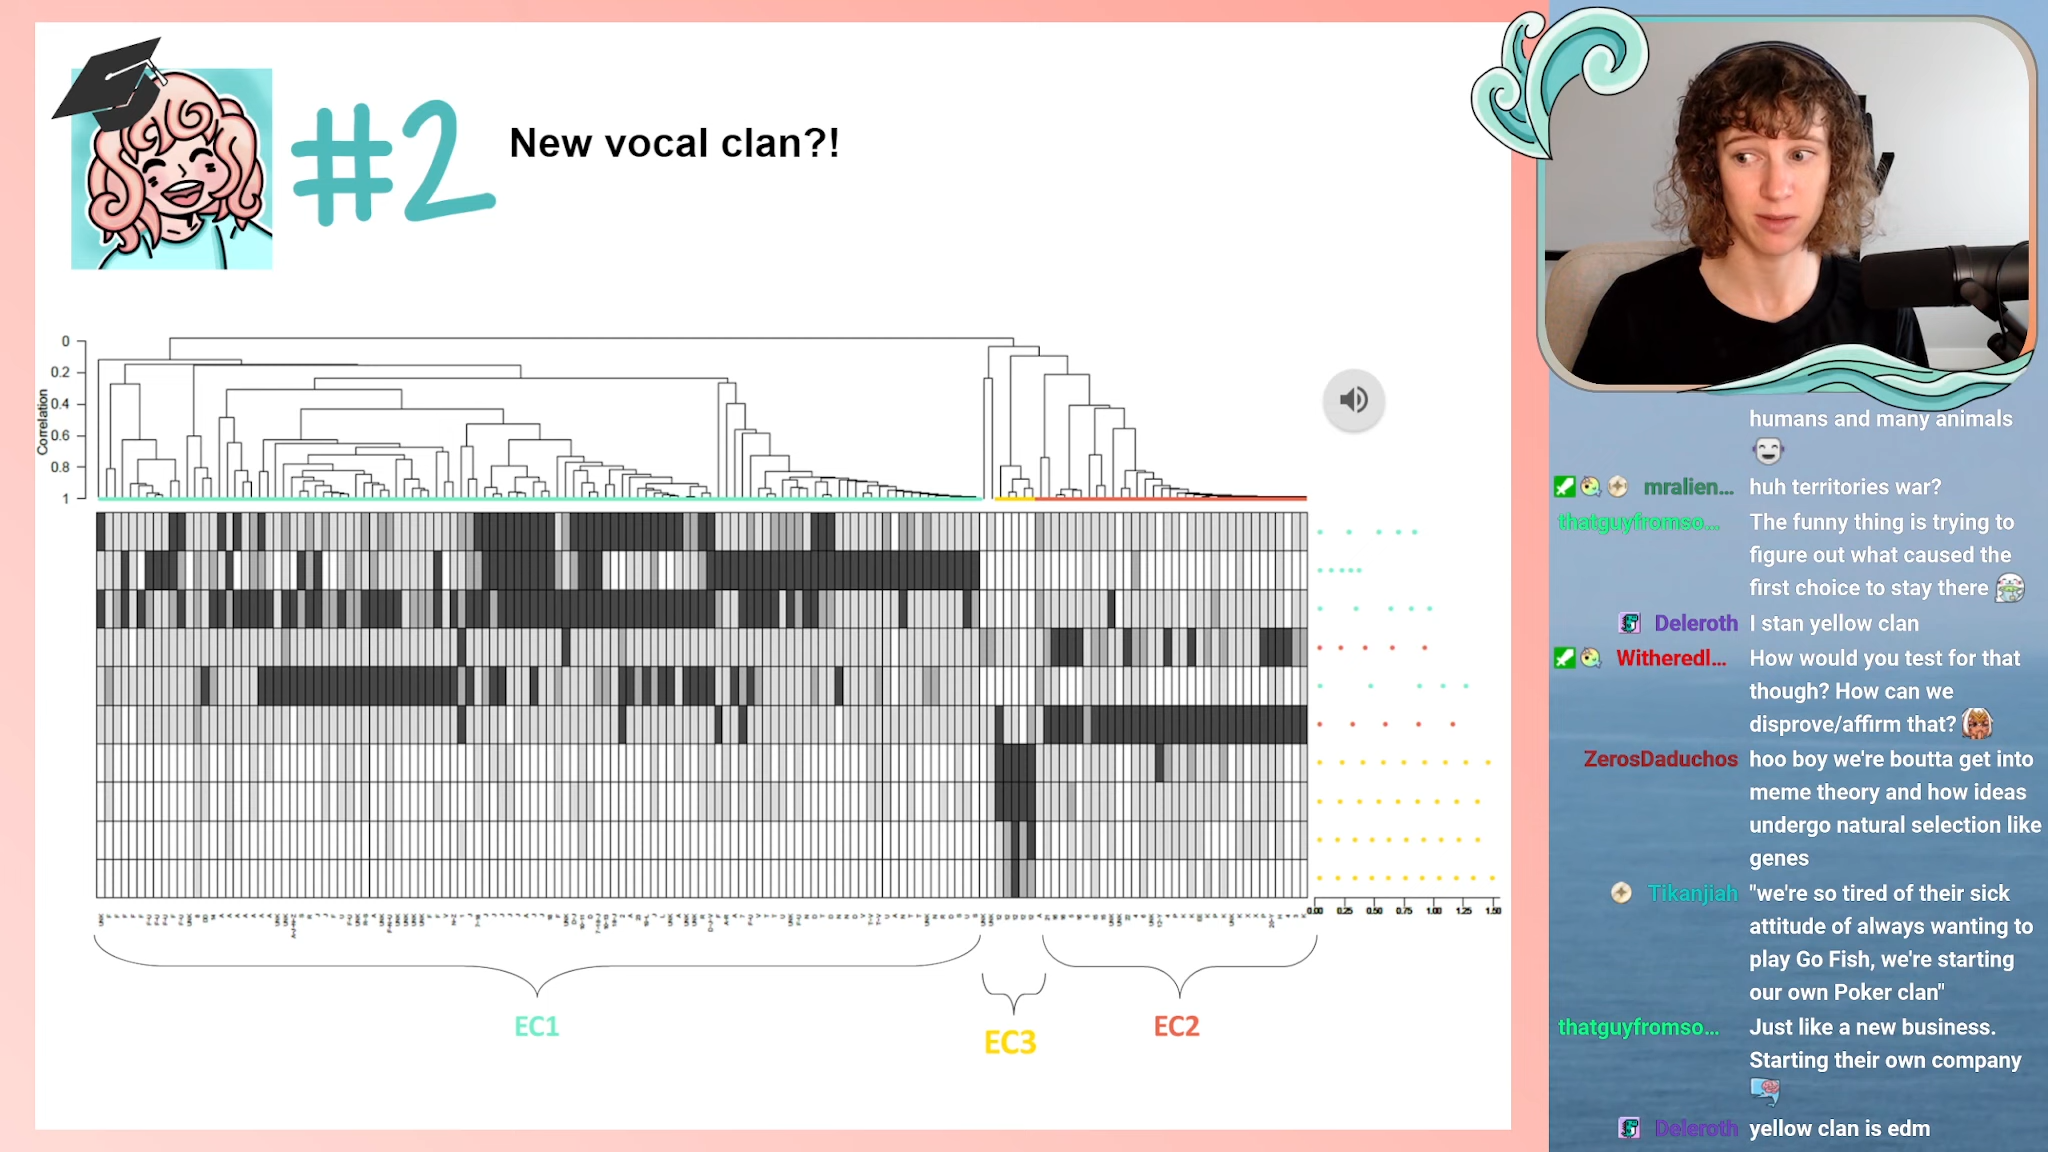 #2
New vocal clan?!
Correlation
0
0.2
0.4
0.6
0.8
1
0.00 0.25 0.50 0.75 1.00 1.25 1.50
EC1
EC3
EC2
humans and many animals
mralien... huh territories war?
thatguyfromso... The funny thing is trying to
figure out what caused the
first choice to stay there
Deleroth I stan yellow clan
Witheredl... How would you test for that
though? How can we
disprove/affirm that?
ZerosDaduchos hoo boy we're boutta get into
meme theory and how ideas
undergo natural selection like
genes
Tikanjiah "we're so tired of their sick
attitude of always wanting to
play Go Fish, we're starting
our own Poker clan"
thatguyfromso... Just like a new business.
Starting their own company
Deleroth yellow clan is edm